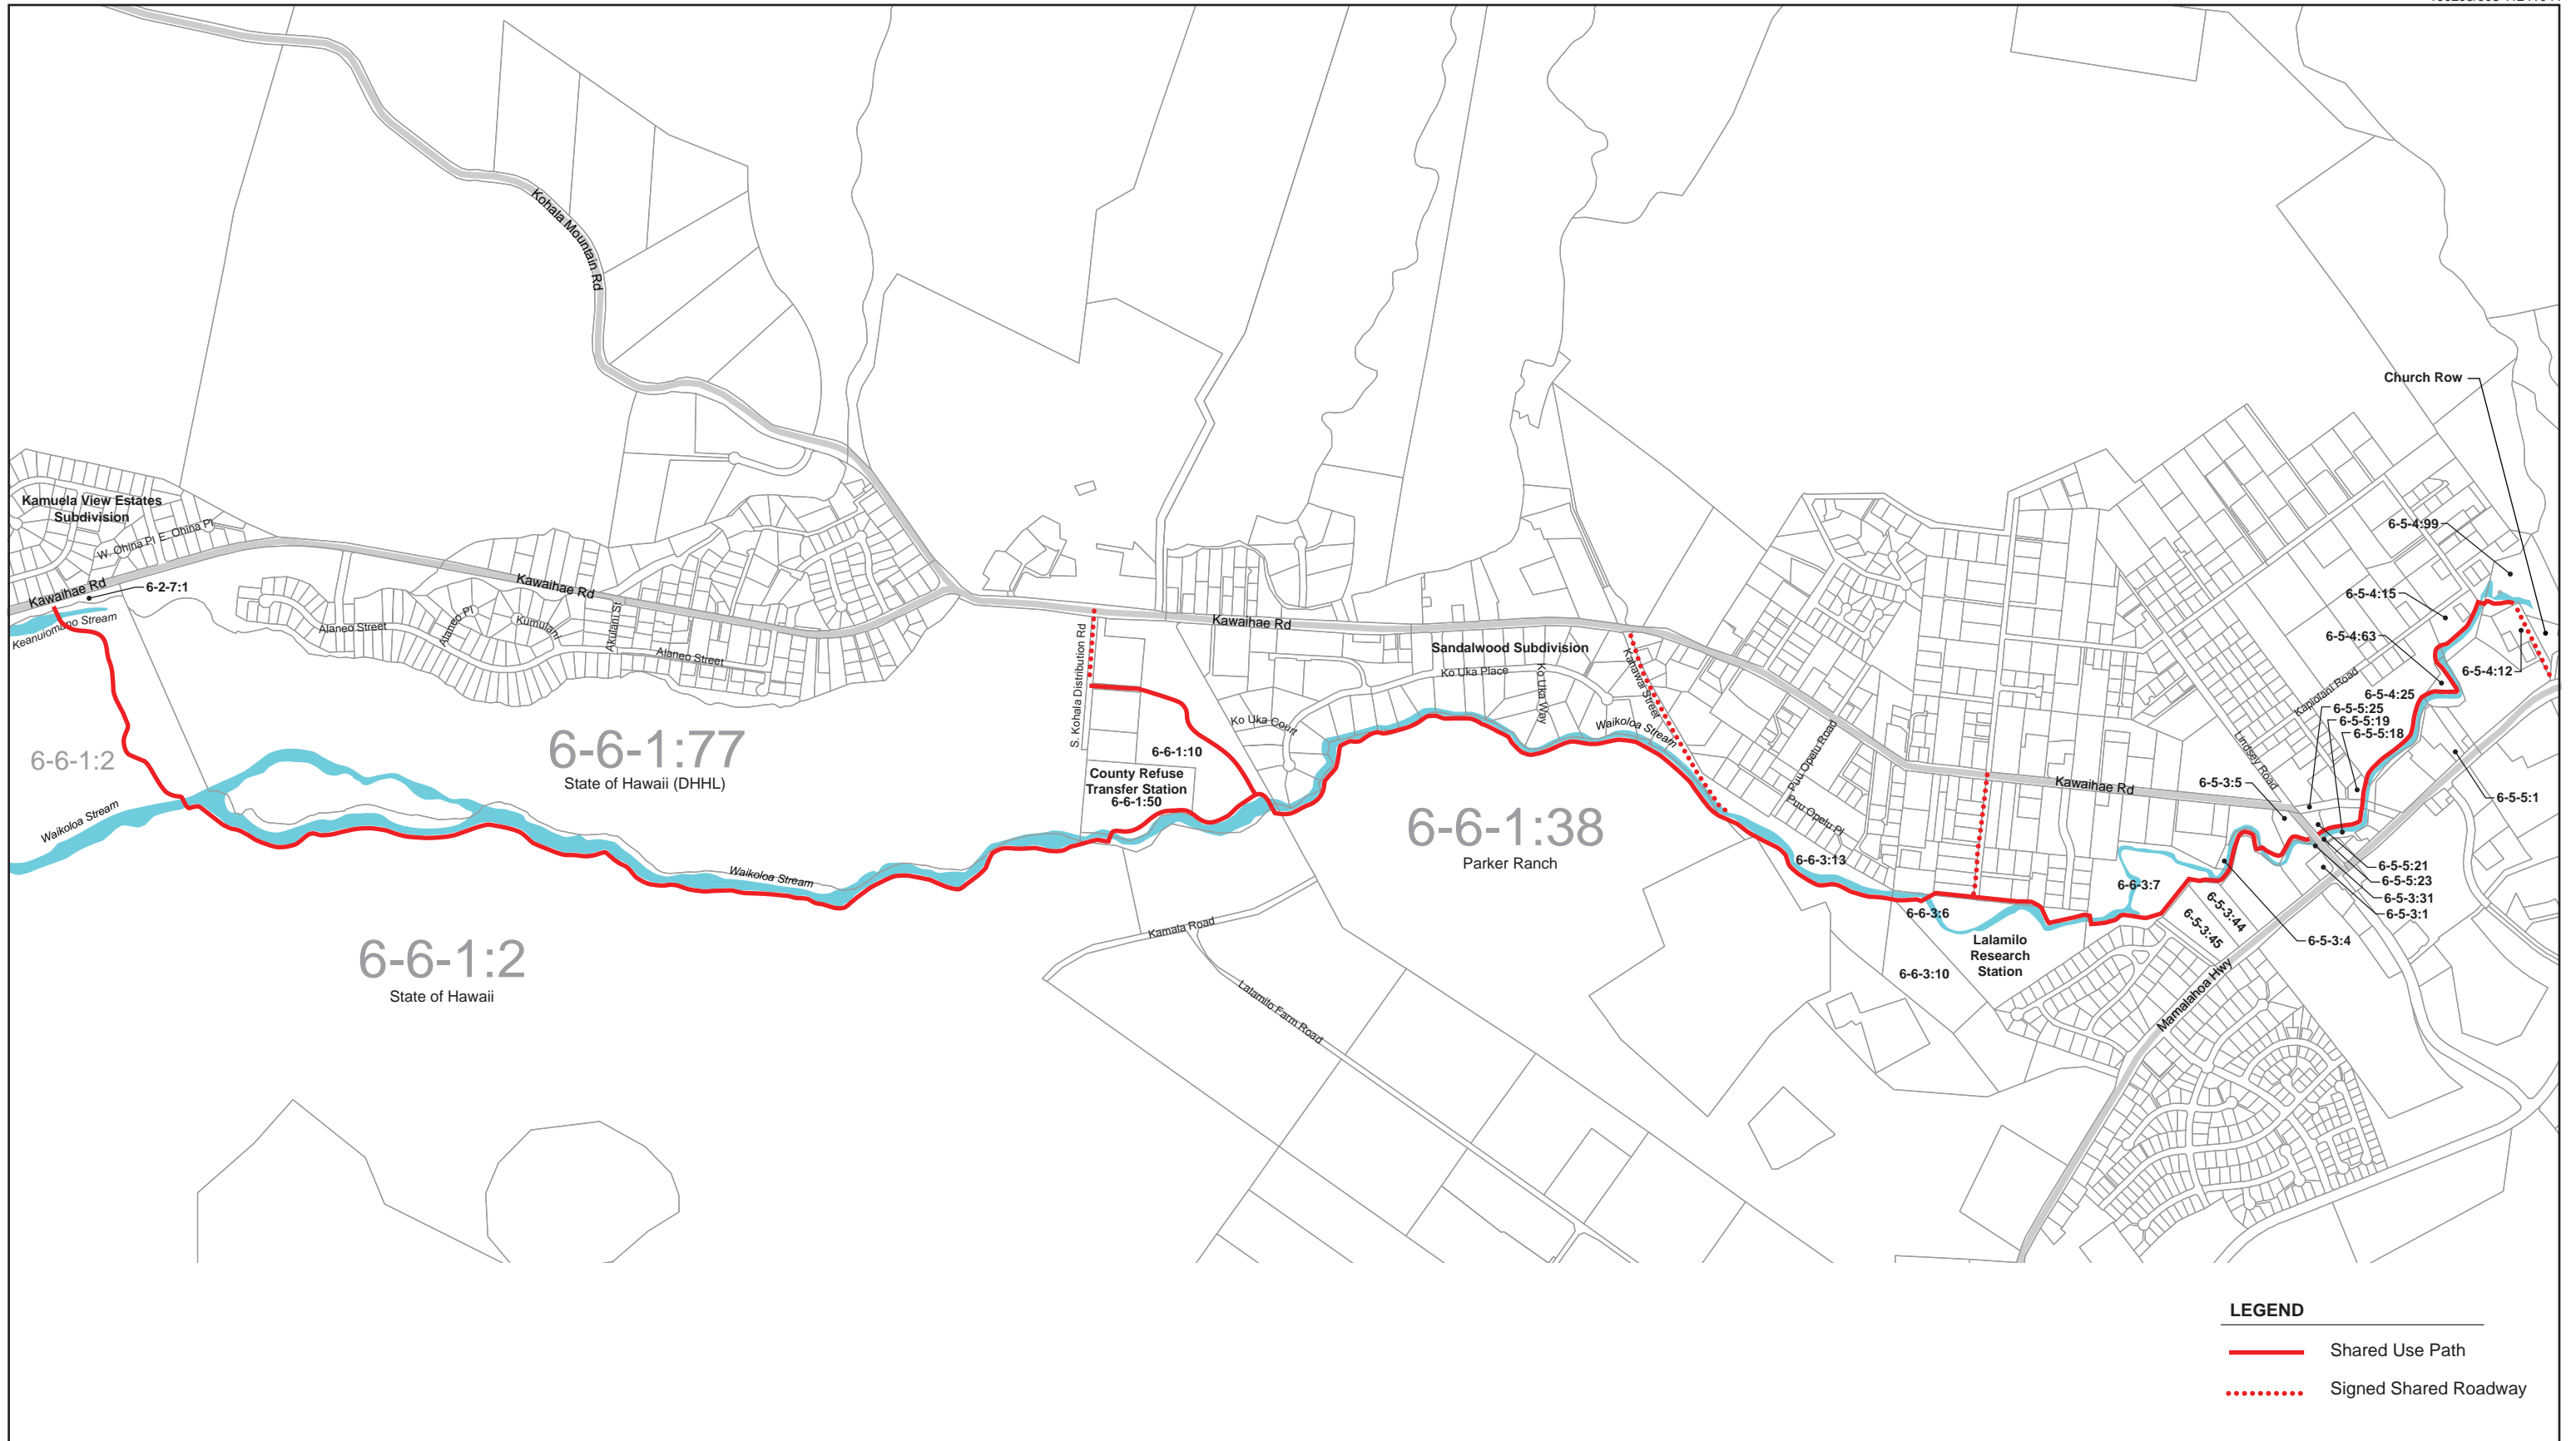 Kohala Mountain Rd
Church Row
Kamuela View Estates
Subdivision
W. Ohina Pl
E. Ohina Pl
Kawaihae Rd
6-2-7:1
Keanuiomano Stream
Alaneo Street
Alaneo Pl
Kumulani
Akulani St
Alaneo Street
Kawaihae Rd
S. Kohala Distribution Rd
Kawaihae Rd
Sandalwood Subdivision
Ko Uka Place
Ko Uka Way
Ko Uka Court
Kanawai Street
Waikoloa Stream
6-6-1:10
County Refuse
Transfer Station
6-6-1:50
6-6-1:2
Waikoloa Stream
6-6-1:77
State of Hawaii (DHHL)
Waikoloa Stream
6-6-1:2
State of Hawaii
6-6-1:38
Parker Ranch
Kamala Road
Lalamilo Farm Road
Puu Opelu Road
Puu Opelu Pl
6-6-3:13
Kawaihae Rd
6-6-3:7
6-6-3:6
Lalamilo
Research
Station
6-6-3:10
6-5-3:44
6-5-3:45
6-5-3:4
Mamalahoa Hwy
Lindsey Road
Kapiolani Road
6-5-4:99
6-5-4:15
6-5-4:63
6-5-4:12
6-5-4:25
6-5-5:25
6-5-5:19
6-5-5:18
6-5-3:5
6-5-5:1
6-5-5:21
6-5-5:23
6-5-3:31
6-5-3:1
LEGEND
Shared Use Path
Signed Shared Roadway